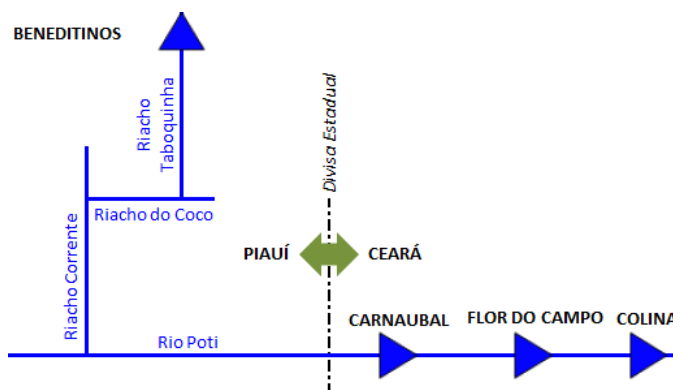 BENEDITINOS
Riacho
Taboquinha
Divisa Estadual
Riacho do Coco
Riacho Corrente
PIAUÍ
CEARÁ
CARNAUBAL
FLOR DO CAMPO
COLINA
Rio Poti